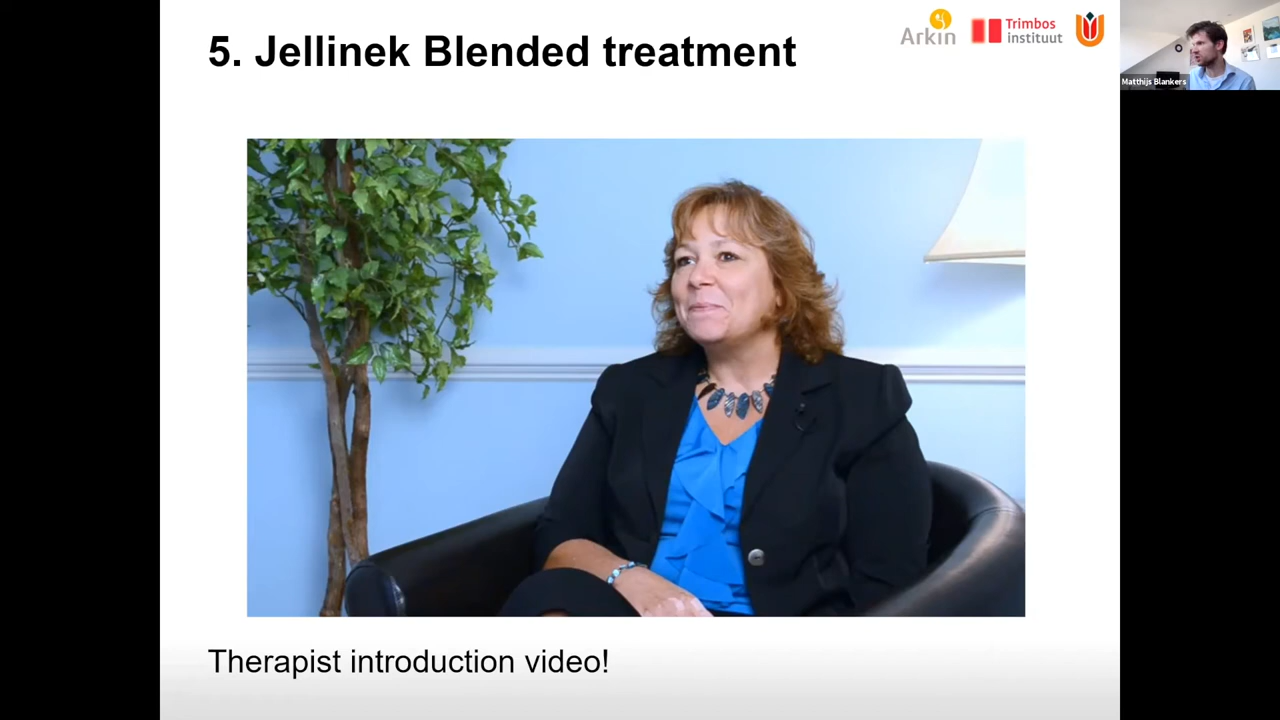 5. Jellinek Blended treatment
Arkin
Trimbos
instituut
Matthijs Blankers
Therapist introduction video!